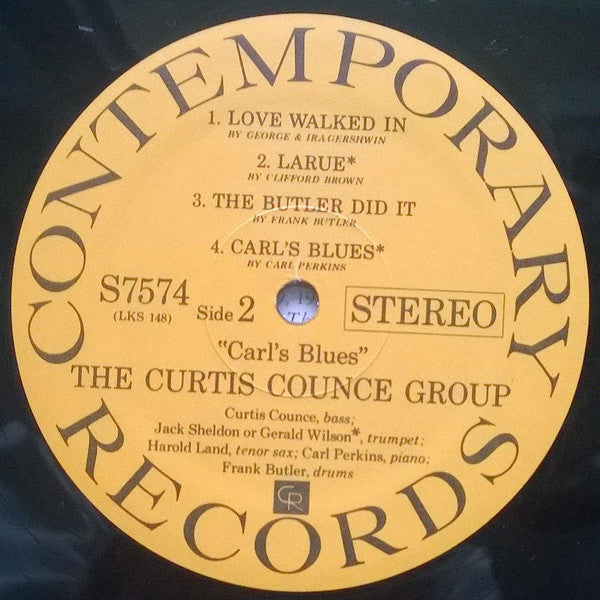 CONTEMPORARY
1. LOVE WALKED IN
BY GEORGE & IRA GERSHWIN
2. LARUE*
BY CLIFFORD BROWN
3. THE BUTLER DID IT
BY FRANK BUTLER
4. CARL'S BLUES*
BY CARL PERKINS
S7574
(LKS 148)
Side 2
STEREO
"Carl's Blues"
THE CURTIS COUNCE GROUP
Curtis Counce, bass;
Jack Sheldon or Gerald Wilson*, trumpet;
Harold Land, tenor sax; Carl Perkins, piano;
Frank Butler, drums
CR
RECORDS